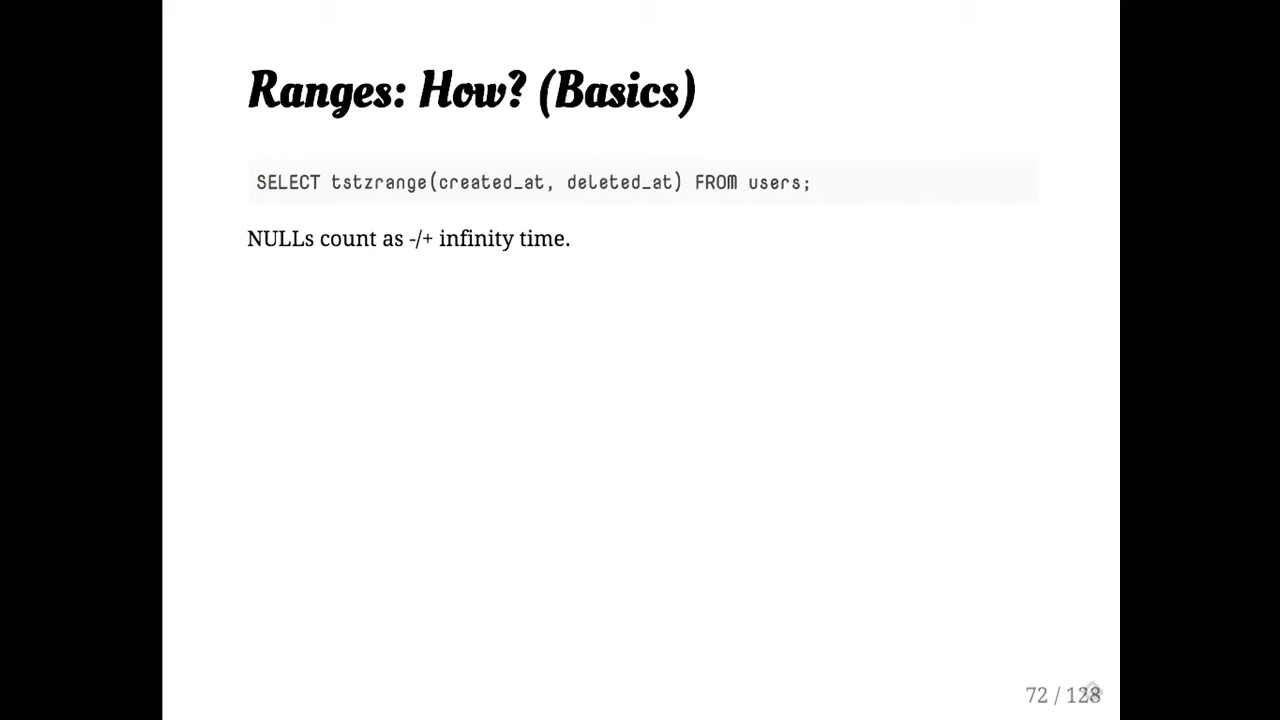 Ranges: How? (Basics)
SELECT tstzrange(created_at, deleted_at) FROM users;
NULLs count as -/+ infinity time.
72 / 128